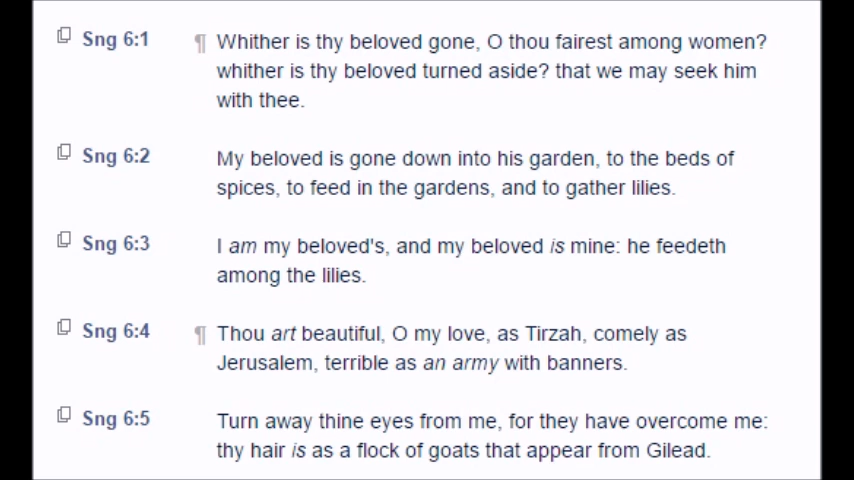 Sng 6:1 ¶ Whither is thy beloved gone, O thou fairest among women?
whither is thy beloved turned aside? that we may seek him
with thee.
Sng 6:2 My beloved is gone down into his garden, to the beds of
spices, to feed in the gardens, and to gather lilies.
Sng 6:3 I am my beloved's, and my beloved is mine: he feedeth
among the lilies.
Sng 6:4 ¶ Thou art beautiful, O my love, as Tirzah, comely as
Jerusalem, terrible as an army with banners.
Sng 6:5 Turn away thine eyes from me, for they have overcome me:
thy hair is as a flock of goats that appear from Gilead.